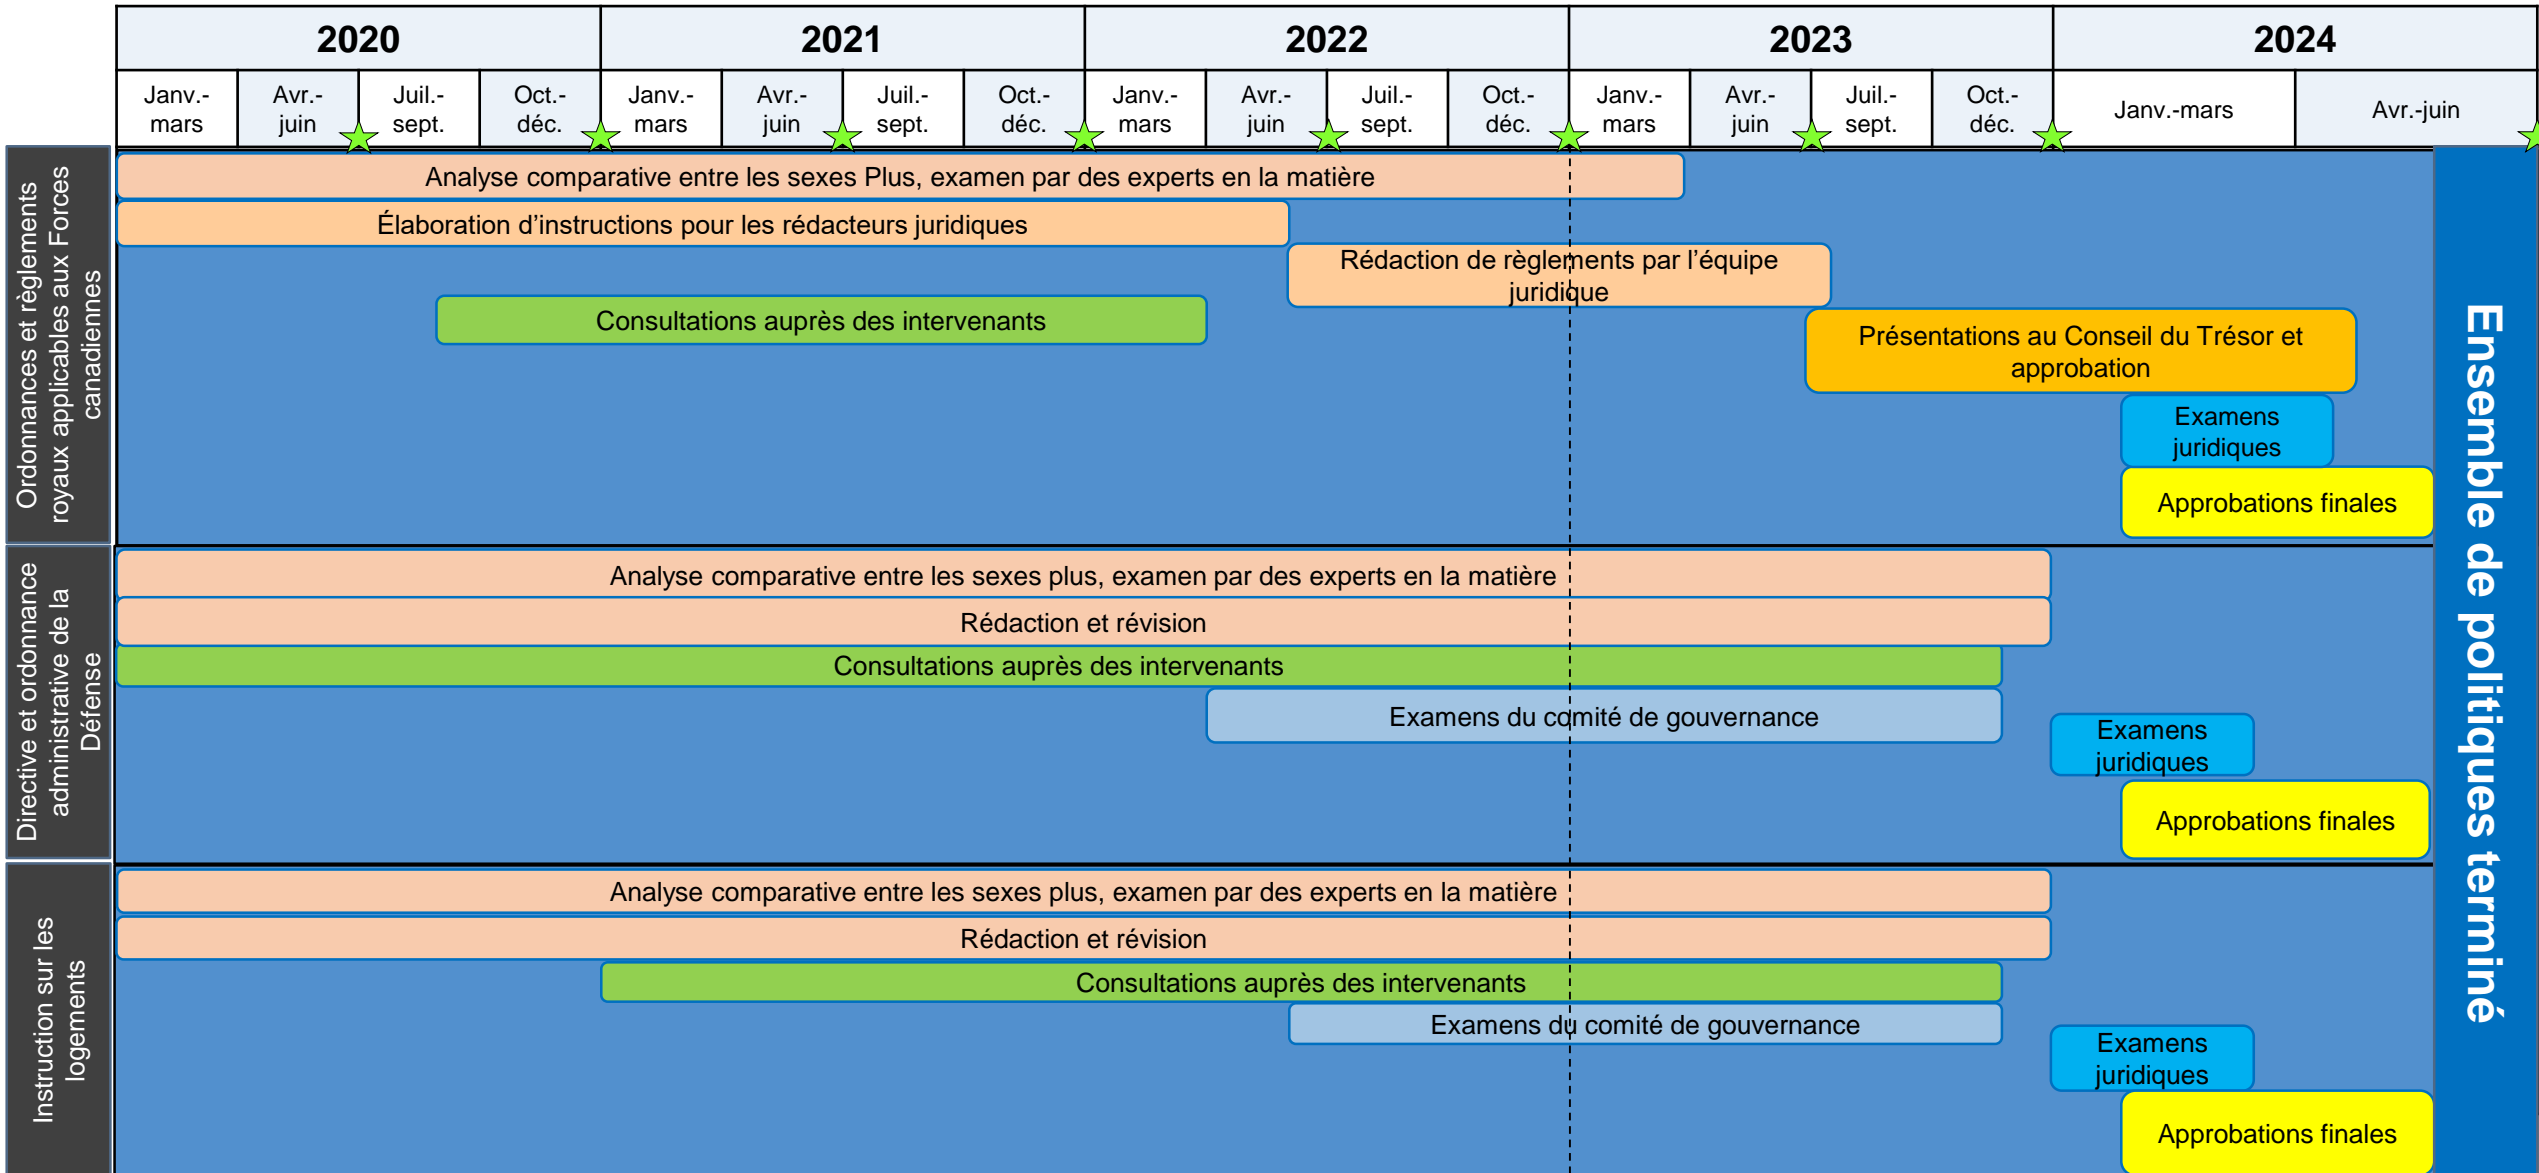 2020
2021
2022
2023
2024
Janv.-
mars
Avr.-
juin
Juil.-
sept.
Oct.-
déc.
Janv.-
mars
Avr.-
juin
Juil.-
sept.
Oct.-
déc.
Janv.-
mars
Avr.-
juin
Juil.-
sept.
Oct.-
déc.
Janv.-
mars
Avr.-
juin
Juil.-
sept.
Oct.-
déc.
Janv.-mars
Avr.-juin
Ordonnances et règlements
royaux applicables aux Forces
canadiennes
Analyse comparative entre les sexes Plus, examen par des experts en la matière
Élaboration d'instructions pour les rédacteurs juridiques
Rédaction de règlements par l'équipe
juridique
Consultations auprès des intervenants
Présentations au Conseil du Trésor et
approbation
Examens
juridiques
Approbations finales
Directive et ordonnance
administrative de la
Défense
Analyse comparative entre les sexes plus, examen par des experts en la matière
Rédaction et révision
Consultations auprès des intervenants
Examens du comité de gouvernance
Examens
juridiques
Approbations finales
Instruction sur les
logements
Analyse comparative entre les sexes plus, examen par des experts en la matière
Rédaction et révision
Consultations auprès des intervenants
Examens du comité de gouvernance
Examens
juridiques
Approbations finales
Ensemble de politiques terminé